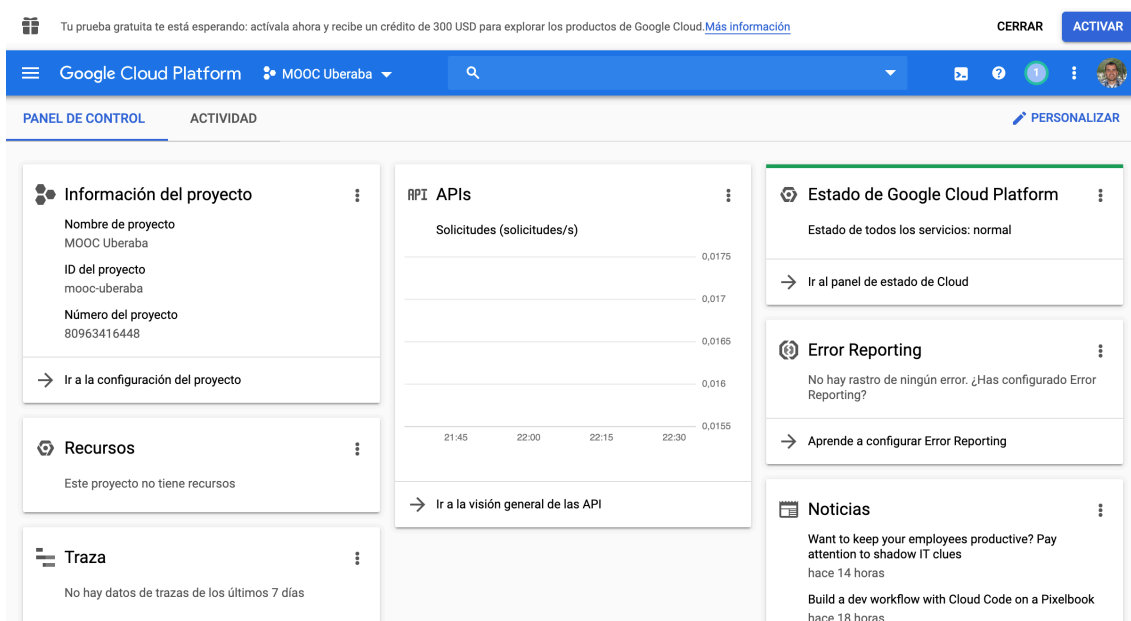 Tu prueba gratuita te está esperando: actívala ahora y recibe un crédito de 300 USD para explorar los productos de Google Cloud.Más información
CERRAR
ACTIVAR
Google Cloud Platform
MOOC Uberaba
1
PANEL DE CONTROL
ACTIVIDAD
PERSONALIZAR
Información del proyecto
Nombre de proyecto
MOOC Uberaba
ID del proyecto
mooc-uberaba
Número del proyecto
80963416448
Ir a la configuración del proyecto
Recursos
Este proyecto no tiene recursos
Traza
No hay datos de trazas de los últimos 7 días
API APIs
Solicitudes (solicitudes/s)
0,0175
0,017
0,0165
0,016
0,0155
21:45
22:00
22:15
22:30
Ir a la visión general de las API
Estado de Google Cloud Platform
Estado de todos los servicios: normal
Ir al panel de estado de Cloud
Error Reporting
No hay rastro de ningún error. ¿Has configurado Error
Reporting?
Aprende a configurar Error Reporting
Noticias
Want to keep your employees productive? Pay
attention to shadow IT clues
hace 14 horas
Build a dev workflow with Cloud Code on a Pixelbook
hace 18 horas